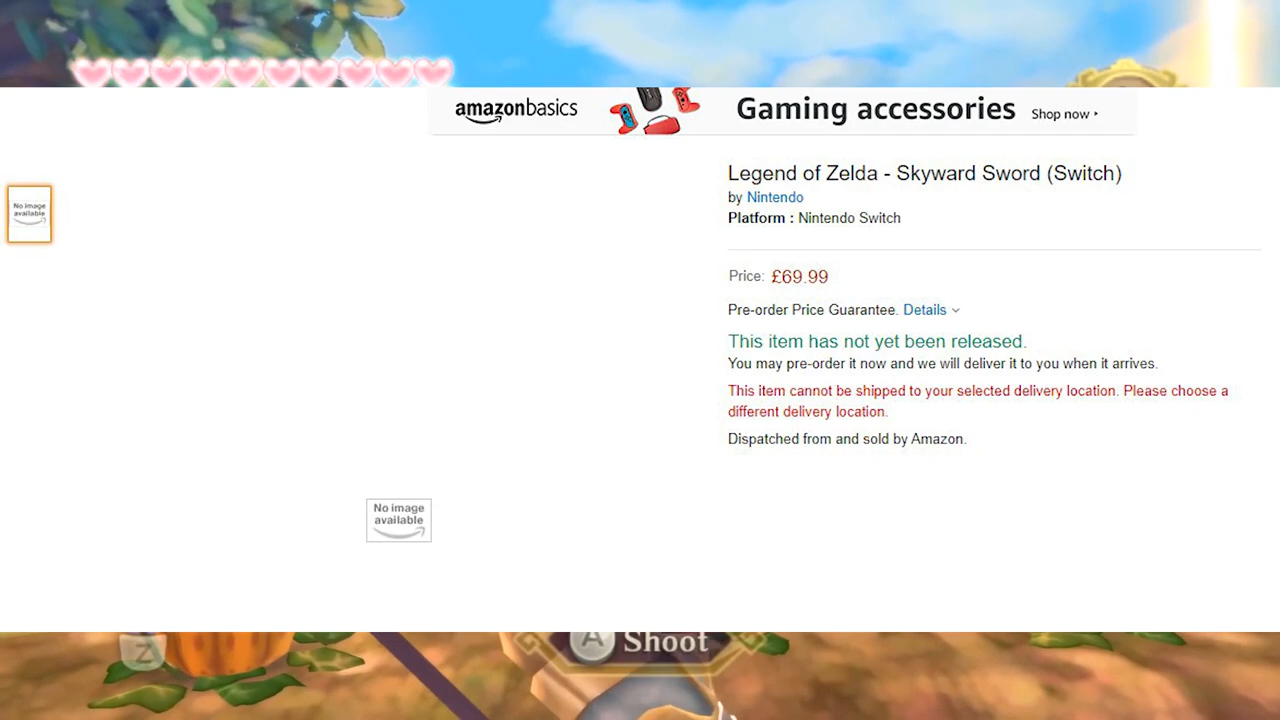 amazonbasics
Gaming accessories Shop now ▸
No image
available
Legend of Zelda - Skyward Sword (Switch)
by Nintendo
Platform : Nintendo Switch
Price: £69.99
Pre-order Price Guarantee. Details
This item has not yet been released.
You may pre-order it now and we will deliver it to you when it arrives.
This item cannot be shipped to your selected delivery location. Please choose a
different delivery location.
Dispatched from and sold by Amazon.
No image
available
Z
A Shoot